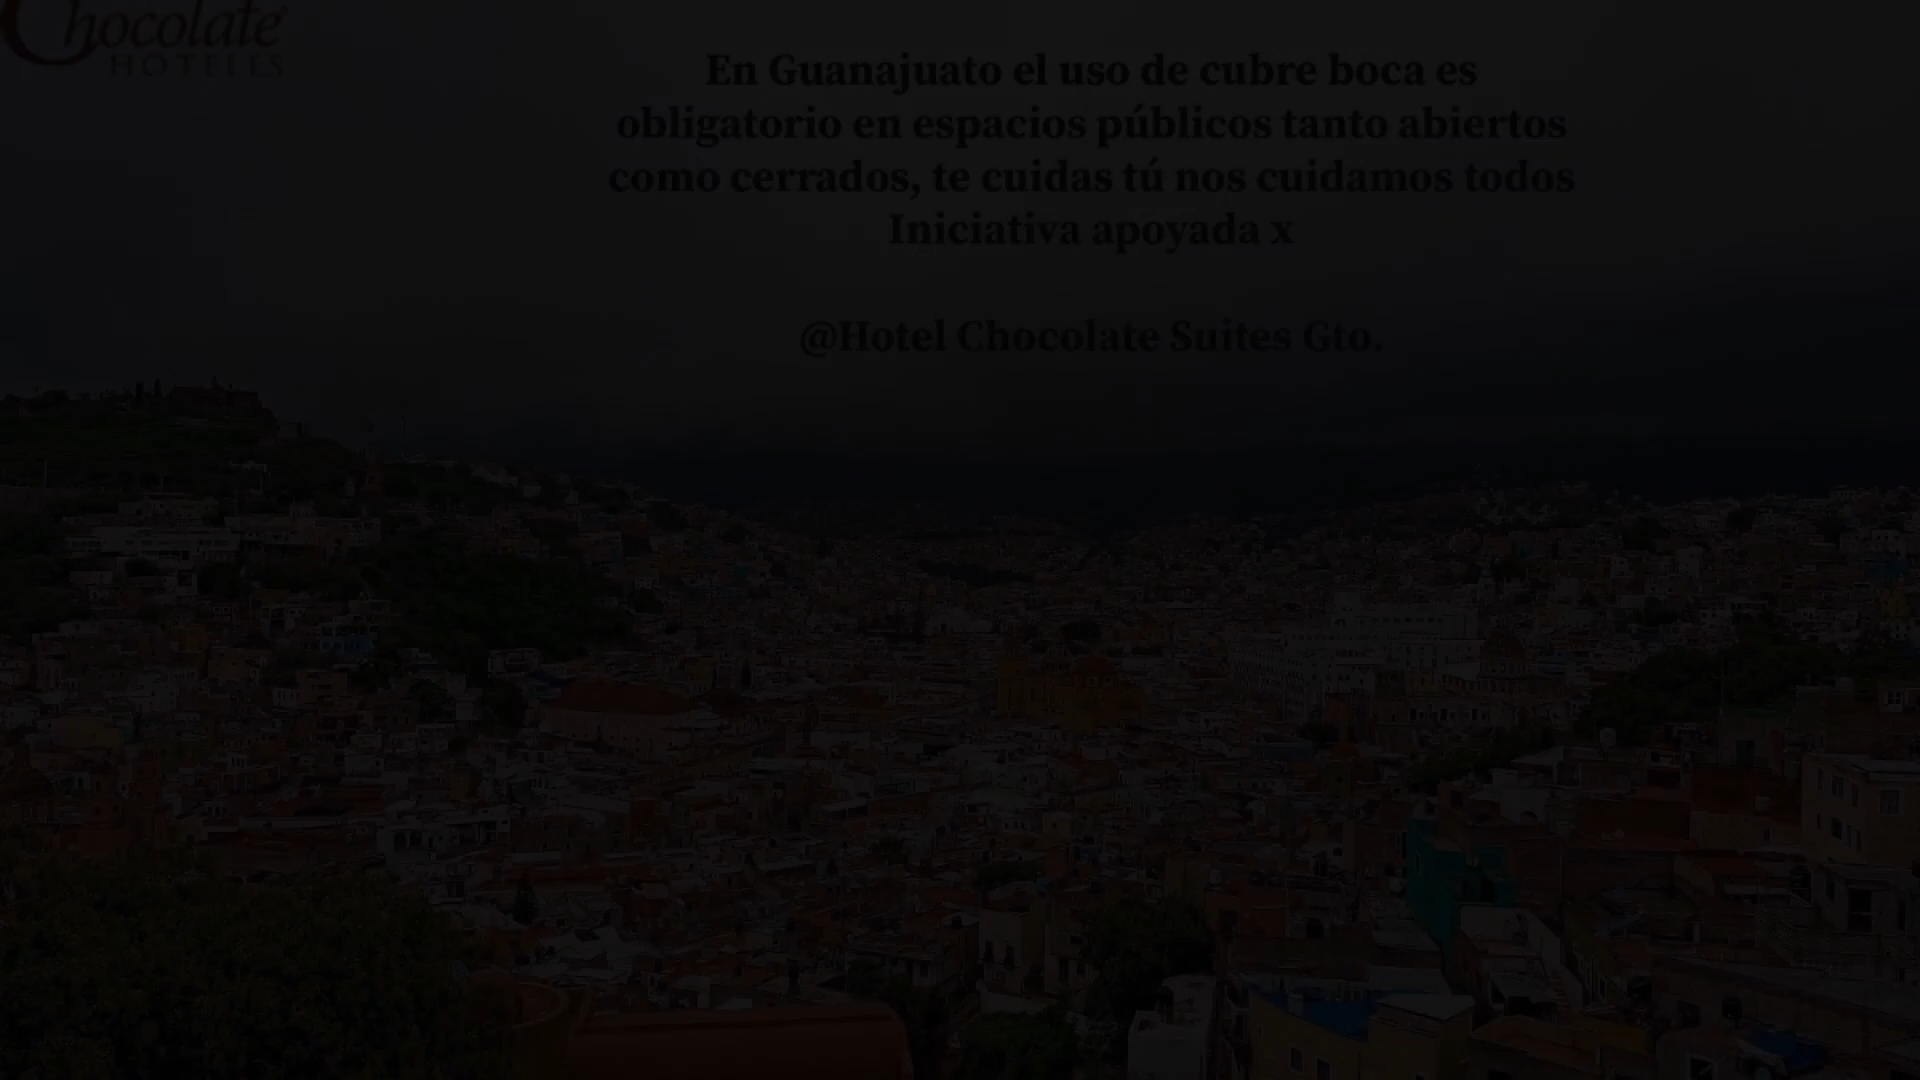 Chocolate
HOTELES
En Guanajuato el uso de cubre boca es
obligatorio en espacios públicos tanto abiertos
como cerrados, te cuidas tú nos cuidamos todos
Iniciativa apoyada x
@Hotel Chocolate Suites Gto.